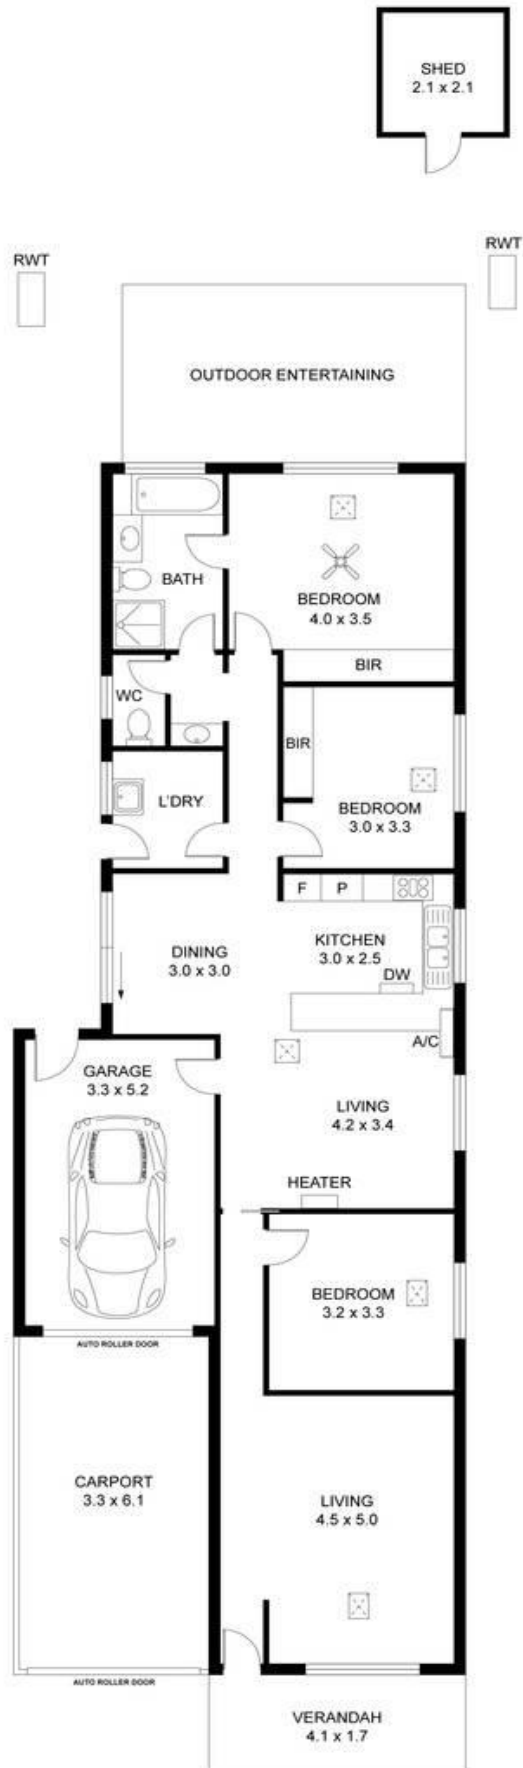 SHED
2.1 x 2.1
RWT
RWT
OUTDOOR ENTERTAINING
BATH
BEDROOM
4.0 x 3.5
BIR
WC
BIR
L'DRY
BEDROOM
3.0 x 3.3
F
P
DINING
3.0 x 3.0
KITCHEN
3.0 x 2.5
DW
A/C
GARAGE
3.3 x 5.2
LIVING
4.2 x 3.4
HEATER
BEDROOM
3.2 x 3.3
AUTO ROLLER DOOR
CARPORT
3.3 x 6.1
LIVING
4.5 x 5.0
AUTO ROLLER DOOR
VERANDAH
4.1 x 1.7